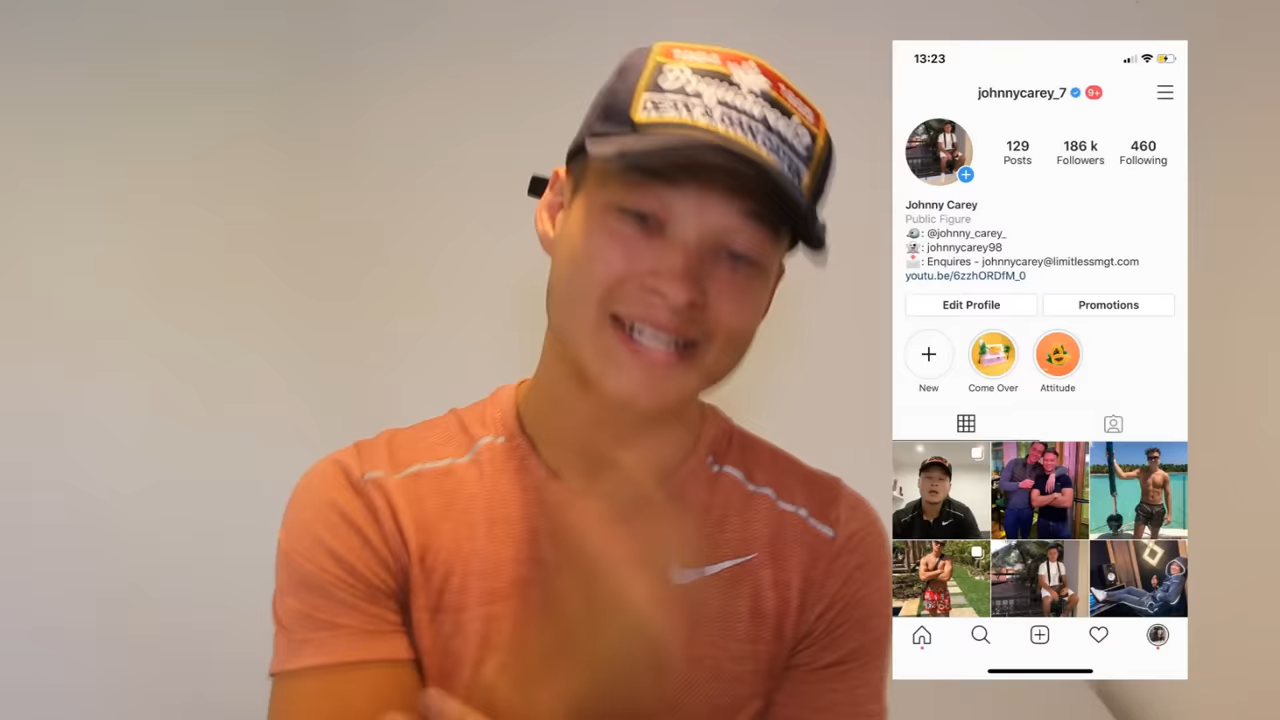 13:23
johnnycarey_7 9+
129 186 k 460
Posts Followers Following
Johnny Carey
Public Figure
: @johnny_carey_
: johnnycarey98
: Enquires - johnnycarey@limitlessmgt.com
youtu.be/6zzhORDfM_0
Edit Profile Promotions
New Come Over Attitude